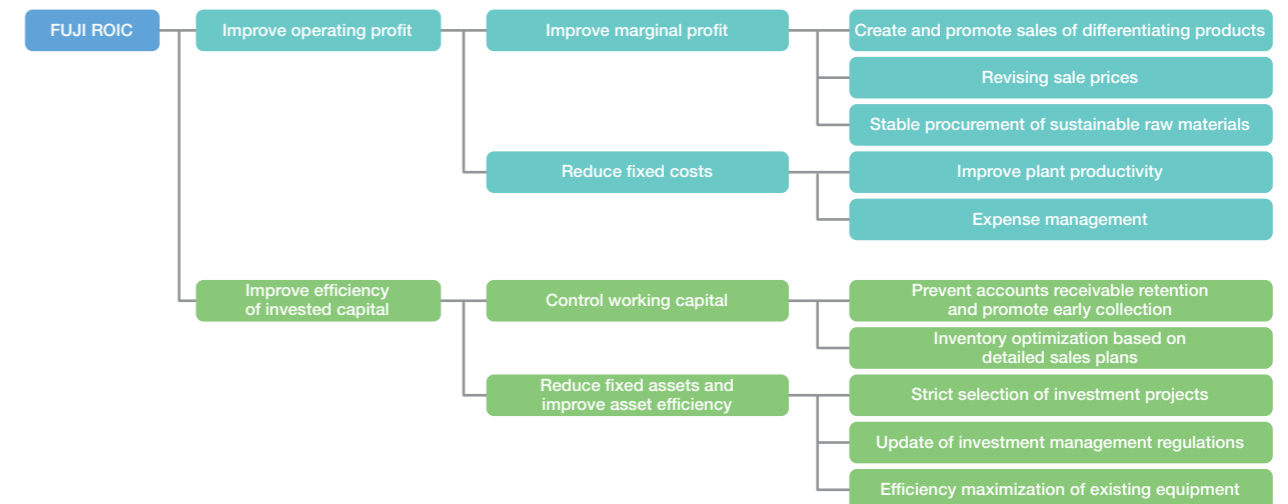 FUJI ROIC
Improve operating profit
Improve marginal profit
Create and promote sales of differentiating products
Revising sale prices
Stable procurement of sustainable raw materials
Reduce fixed costs
Improve plant productivity
Expense management
Improve efficiency
of invested capital
Control working capital
Prevent accounts receivable retention
and promote early collection
Inventory optimization based on
detailed sales plans
Reduce fixed assets and
improve asset efficiency
Strict selection of investment projects
Update of investment management regulations
Efficiency maximization of existing equipment